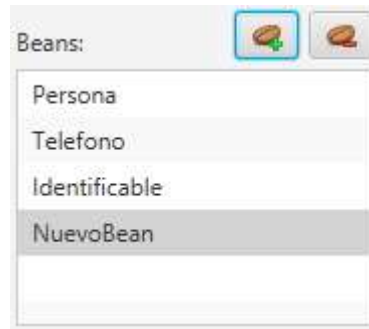 Beans:
Persona
Telefono
Identificable
NuevoBean